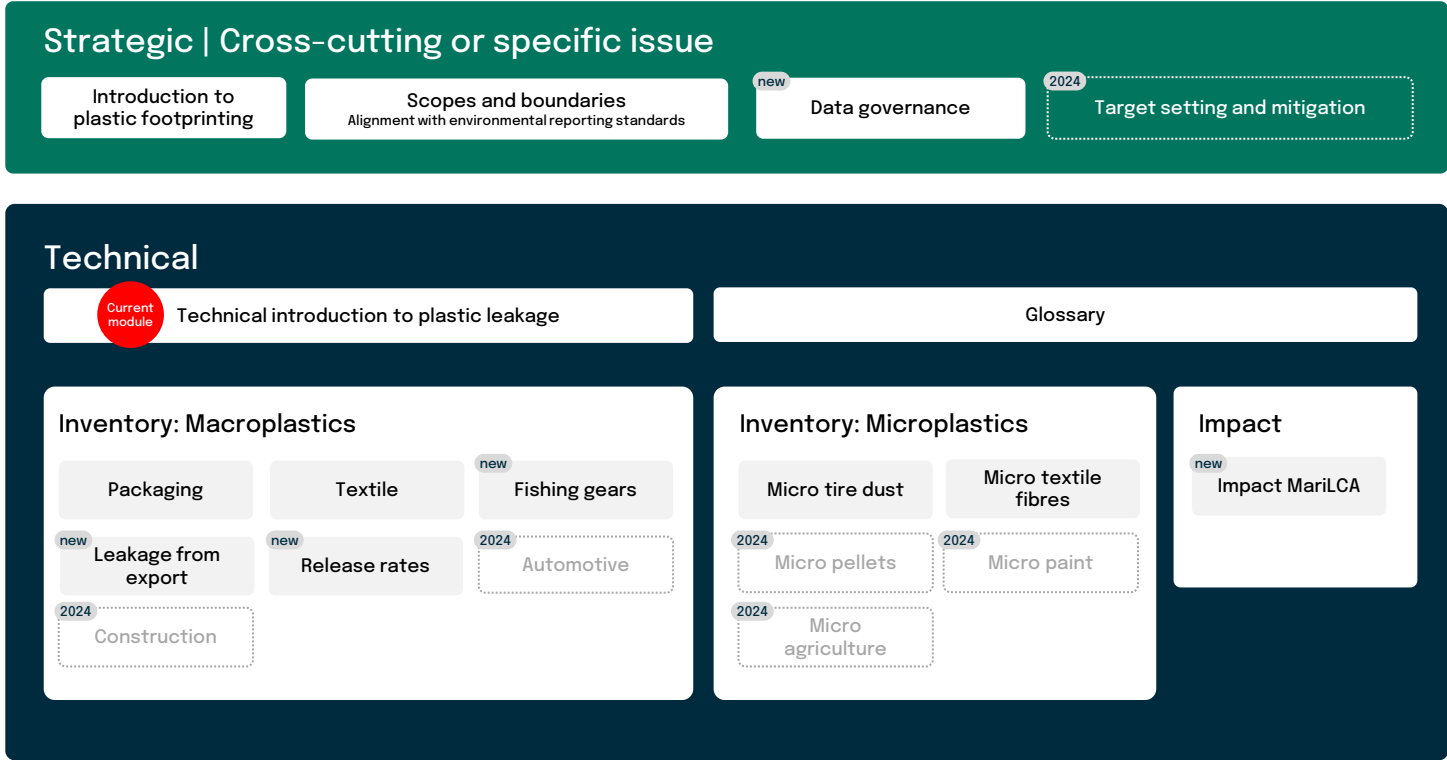 Strategic | Cross-cutting or specific issue
Introduction to
plastic footprinting
Scopes and boundaries
Alignment with environmental reporting standards
new
Data governance
2024
Target setting and mitigation
Technical
Current
module
Technical introduction to plastic leakage
Glossary
Inventory: Macroplastics
Packaging
Textile
new
Fishing gears
new
Leakage from
export
new
Release rates
2024
Automotive
2024
Construction
Inventory: Microplastics
Micro tire dust
Micro textile
fibres
2024
Micro pellets
2024
Micro paint
2024
Micro
agriculture
Impact
new
Impact MariLCA